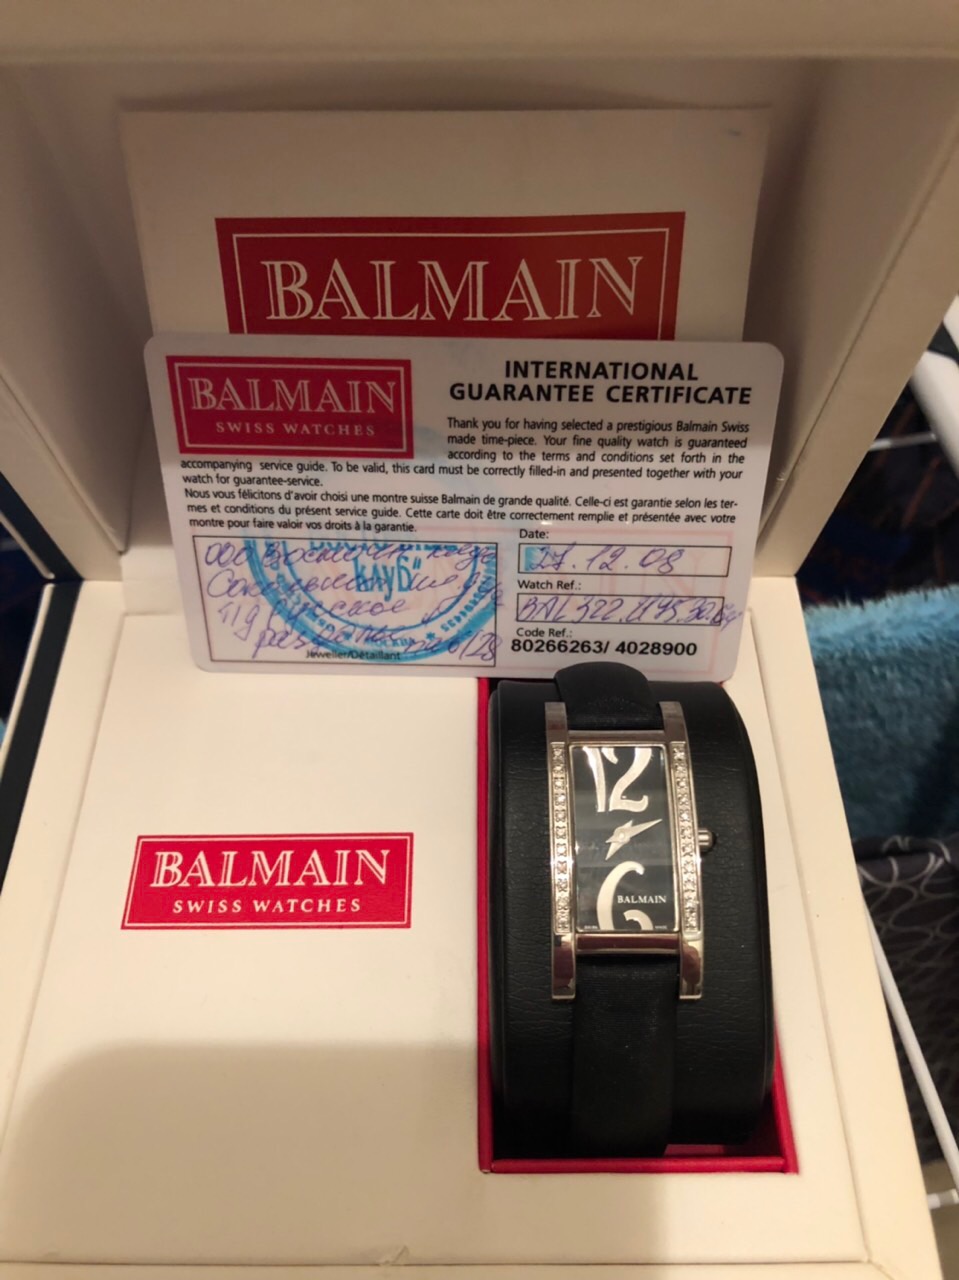 BALMAIN
BALMAIN
SWISS WATCHES
INTERNATIONAL
GUARANTEE CERTIFICATE
Thank you for having selected a prestigious Balmain Swiss
made time-piece. Your fine quality watch is guaranteed
according to the terms and conditions set forth in the
accompanying service guide. To be valid, this card must be correctly filled-in and presented together with your
watch for guarantee-service.
Nous vous félicitons d'avoir choisi une montre suisse Balmain de grande qualité. Celle-ci est garantie selon les ter-
mes et conditions du présent service guide. Cette carte doit être correctement remplie et présentée avec votre
montre pour faire valoir vos droits à la garantie.
ООО
клуб"
Русское
Jeweller/Détaillant
Date:
27.12.08
Watch Ref.:
Code Ref.:
80266263/ 4028900
12
6
BALMAIN
BALMAIN
SWISS WATCHES